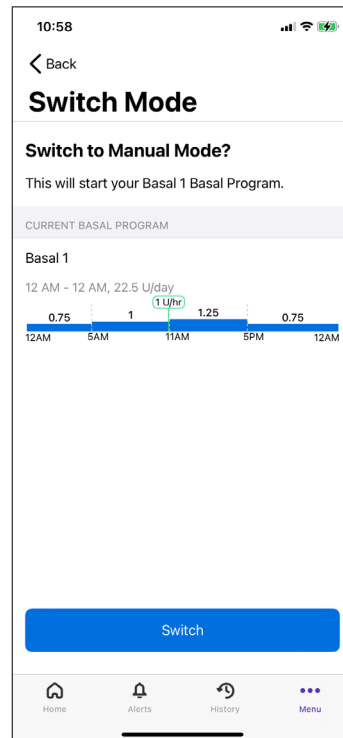 10:58
Back
Switch Mode
Switch to Manual Mode?
This will start your Basal 1 Basal Program.
CURRENT BASAL PROGRAM
Basal 1
12 AM - 12 AM, 22.5 U/day
1 U/hr
0.75 1 1.25 0.75
12AM 5AM 11AM 5PM 12AM
Switch
Home Alerts History Menu